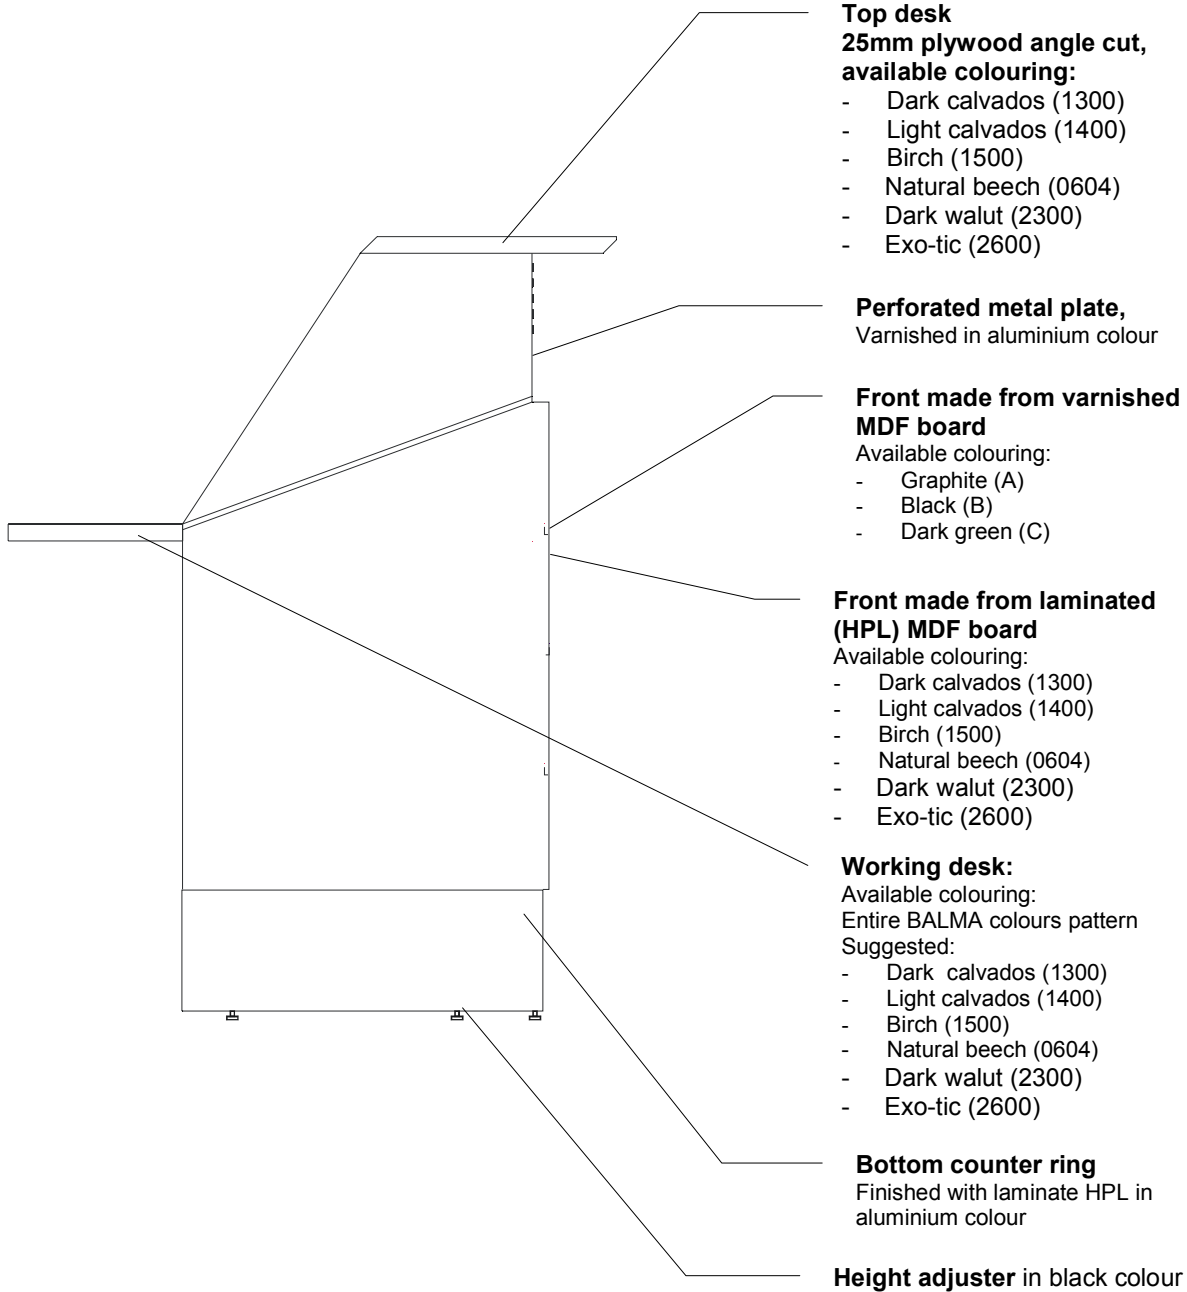 Top desk
25mm plywood angle cut,
available colouring:
- Dark calvados (1300)
- Light calvados (1400)
- Birch (1500)
- Natural beech (0604)
- Dark walut (2300)
- Exo-tic (2600)
Perforated metal plate,
Varnished in aluminium colour
Front made from varnished
MDF board
Available colouring:
- Graphite (A)
- Black (B)
- Dark green (C)
Front made from laminated
(HPL) MDF board
Available colouring:
- Dark calvados (1300)
- Light calvados (1400)
- Birch (1500)
- Natural beech (0604)
- Dark walut (2300)
- Exo-tic (2600)
Working desk:
Available colouring:
Entire BALMA colours pattern
Suggested:
- Dark calvados (1300)
- Light calvados (1400)
- Birch (1500)
- Natural beech (0604)
- Dark walut (2300)
- Exo-tic (2600)
Bottom counter ring
Finished with laminate HPL in
aluminium colour
Height adjuster in black colour